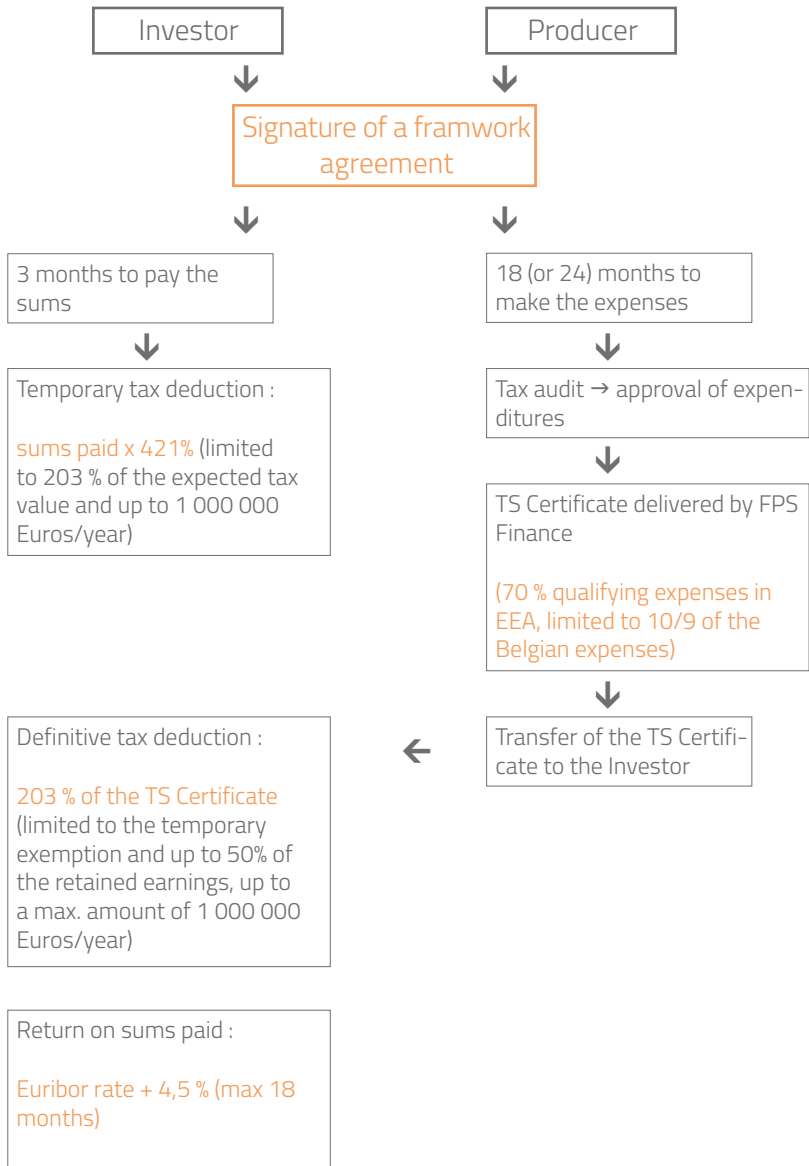 Investor
Producer
Signature of a framwork
agreement
3 months to pay the
sums
18 (or 24) months to
make the expenses
Temporary tax deduction :
sums paid x 421% (limited
to 203 % of the expected tax
value and up to 1 000 000
Euros/year)
Tax audit → approval of expen-
ditures
TS Certificate delivered by FPS
Finance
(70 % qualifying expenses in
EEA, limited to 10/9 of the
Belgian expenses)
Transfer of the TS Certifi-
cate to the Investor
Definitive tax deduction :
203 % of the TS Certificate
(limited to the temporary
exemption and up to 50% of
the retained earnings, up to
a max. amount of 1 000 000
Euros/year)
Return on sums paid :
Euribor rate + 4,5 % (max 18
months)